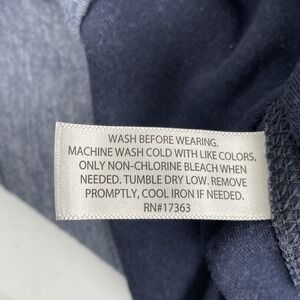 WASH BEFORE WEARING.
MACHINE WASH COLD WITH LIKE COLORS,
ONLY NON-CHLORINE BLEACH WHEN
NEEDED. TUMBLE DRY LOW. REMOVE
PROMPTLY, COOL IRON IF NEEDED.
RN#17363